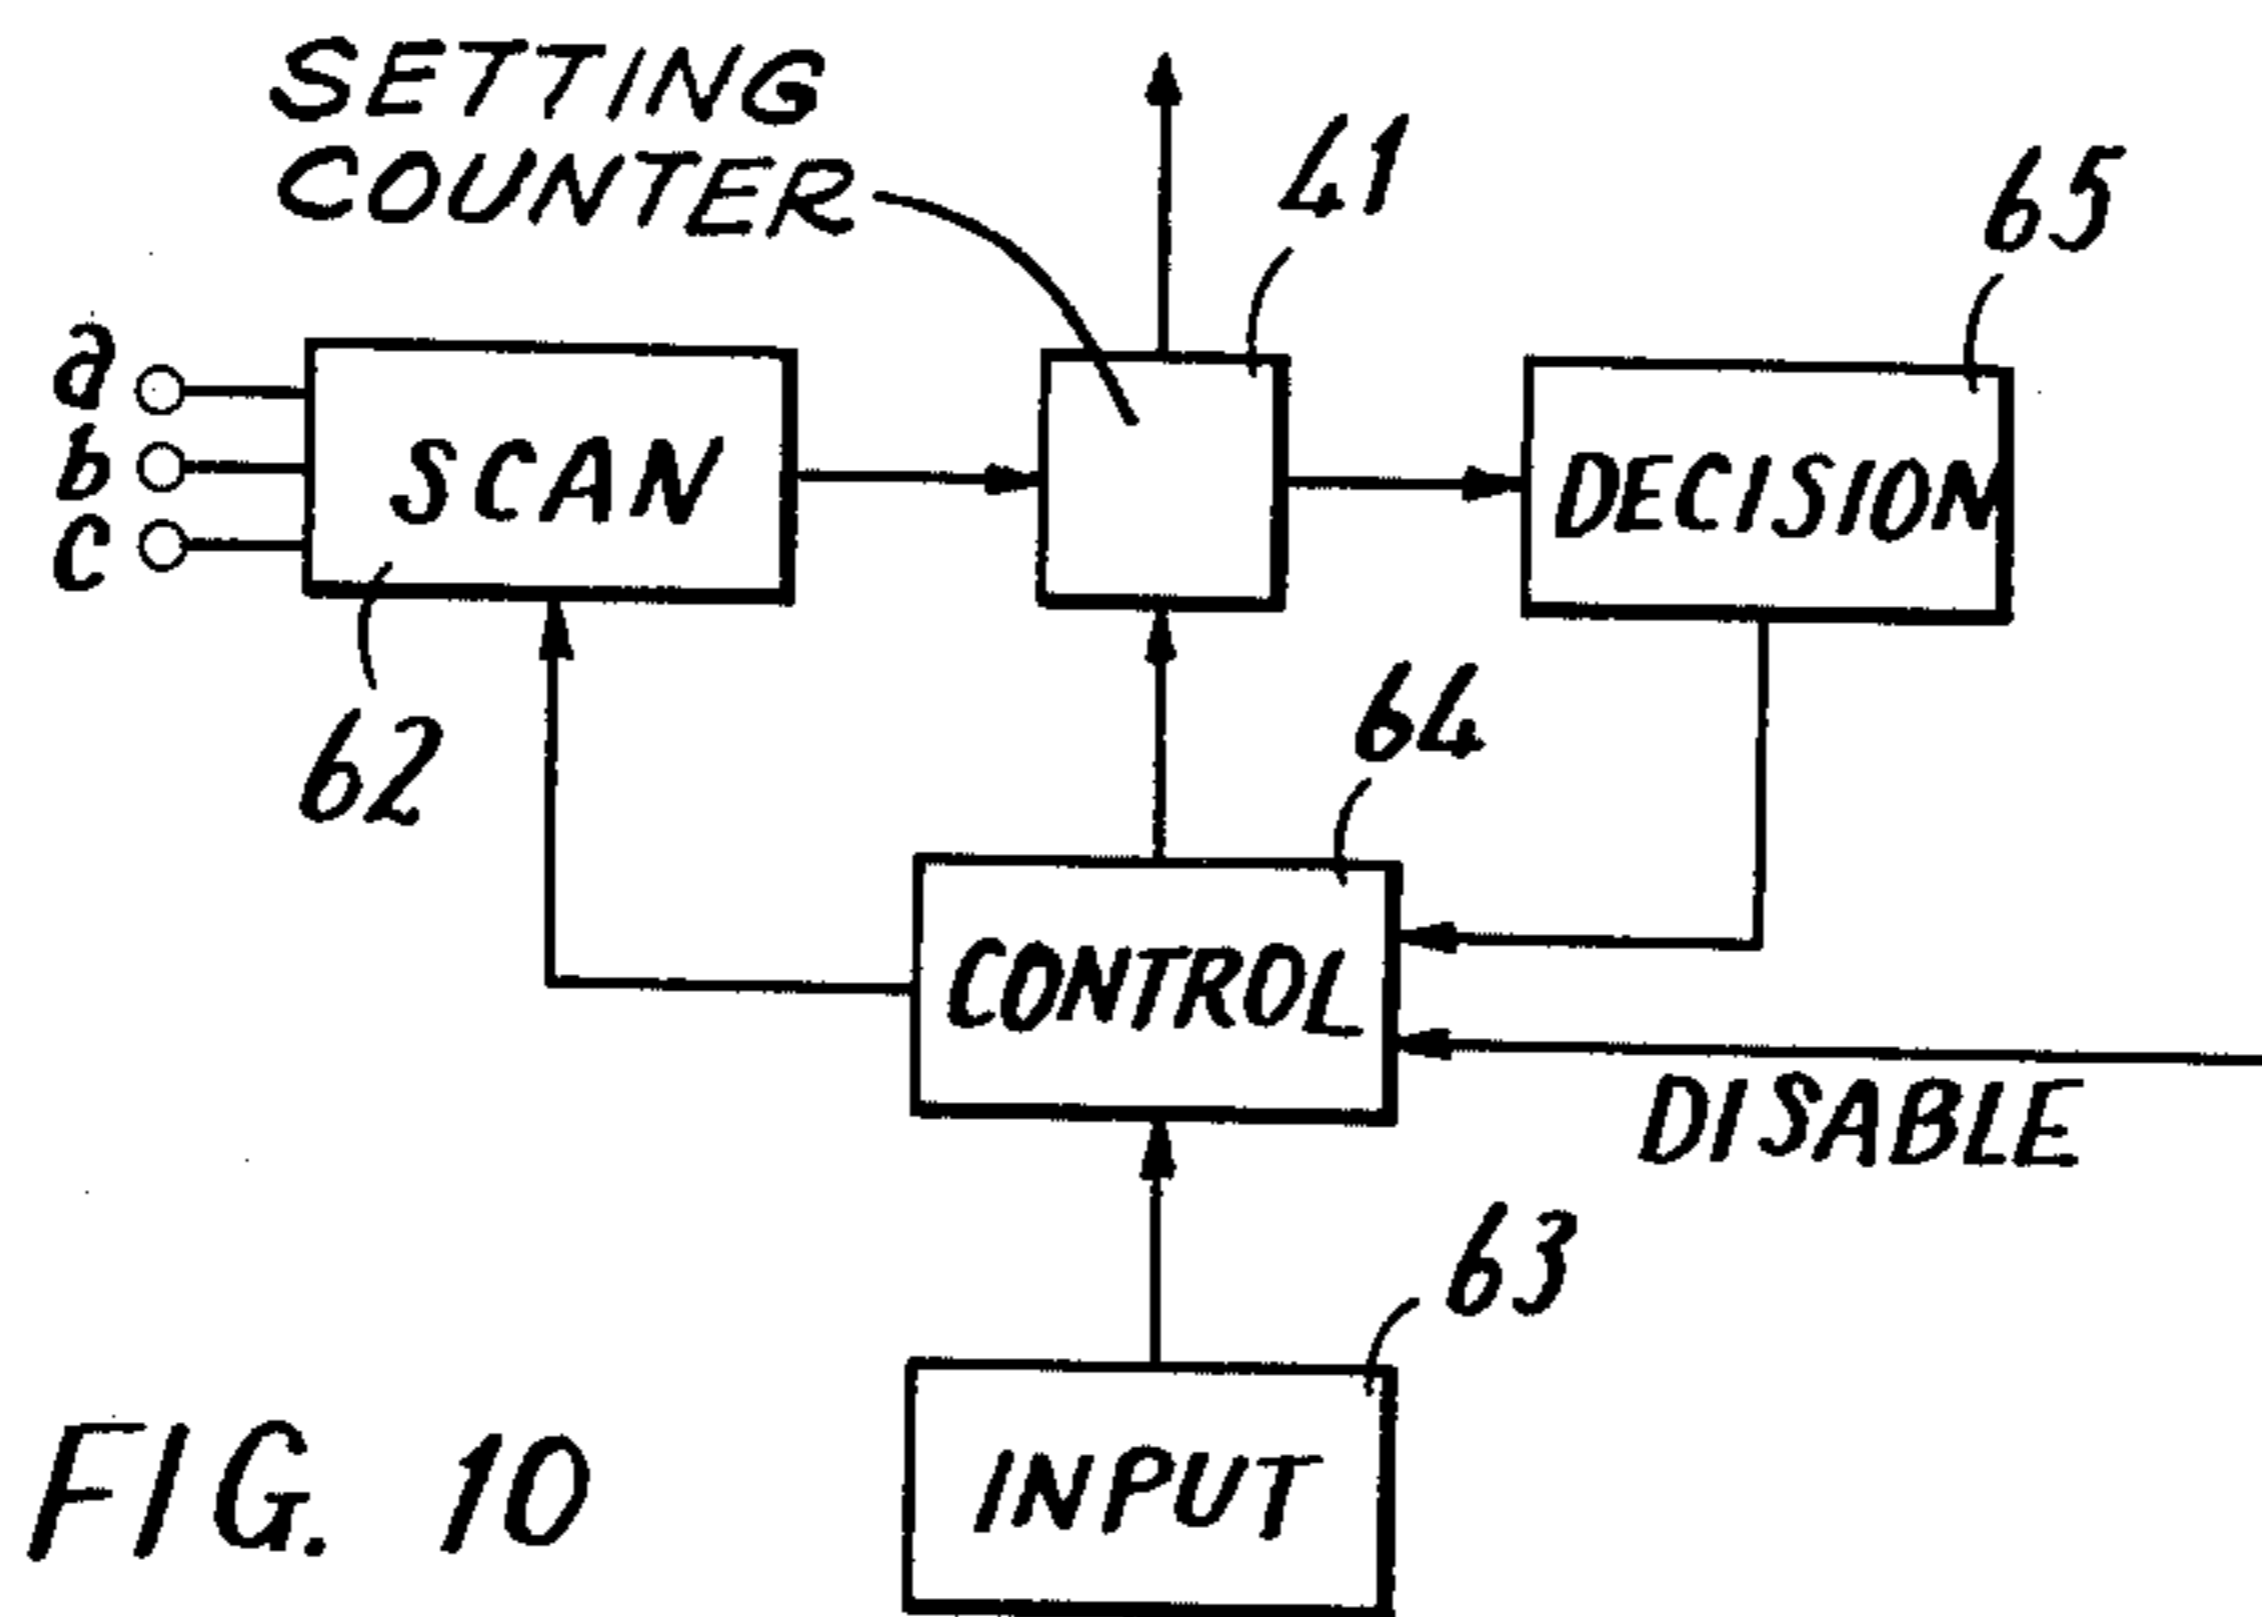 SETTING
COUNTER
41
65
a
b
c
SCAN
DECISION
62
64
CONTROL
DISABLE
63
INPUT
FIG. 10